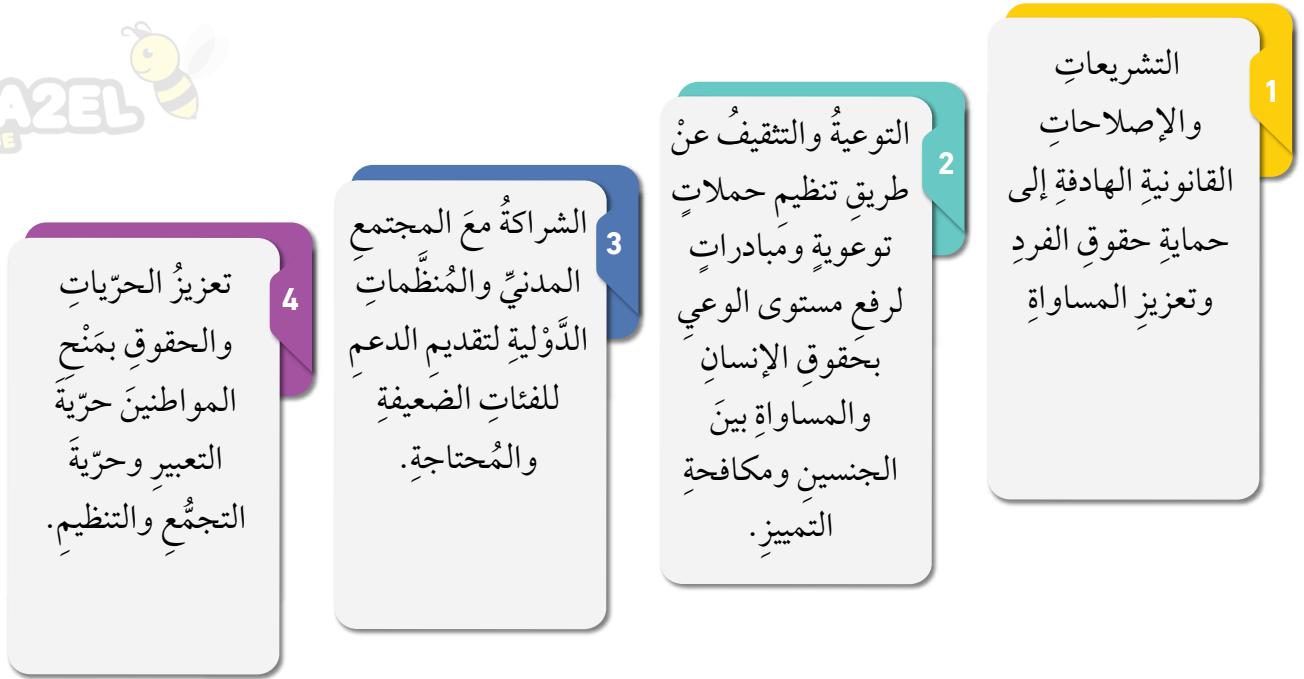 1
التشريعاتِ
والإصلاحاتِ
القانونيةِ الهادفةِ إلى
حمايةِ حقوقِ الفردِ
وتعزيزِ المساواةِ
2
التوعيةُ والتثقيفُ عنْ
طريقِ تنظيمِ حملاتٍ
توعويةٍ ومبادراتٍ
لرفعِ مستوى الوعيِ
بحقوقِ الإنسانِ
والمساواةِ بينَ
الجنسينِ ومكافحةِ
التمييزِ.
3
الشراكةُ معَ المجتمعِ
المدنيِّ والمُنظَّماتِ
الدَّوْليةِ لتقديمِ الدعمِ
للفئاتِ الضعيفةِ
والمُحتاجةِ.
4
تعزيزُ الحرّياتِ
والحقوقِ بمَنْحِ
المواطنينَ حرّيةَ
التعبيرِ وحرّيةَ
التجمُّعِ والتنظيمِ.
A2EL